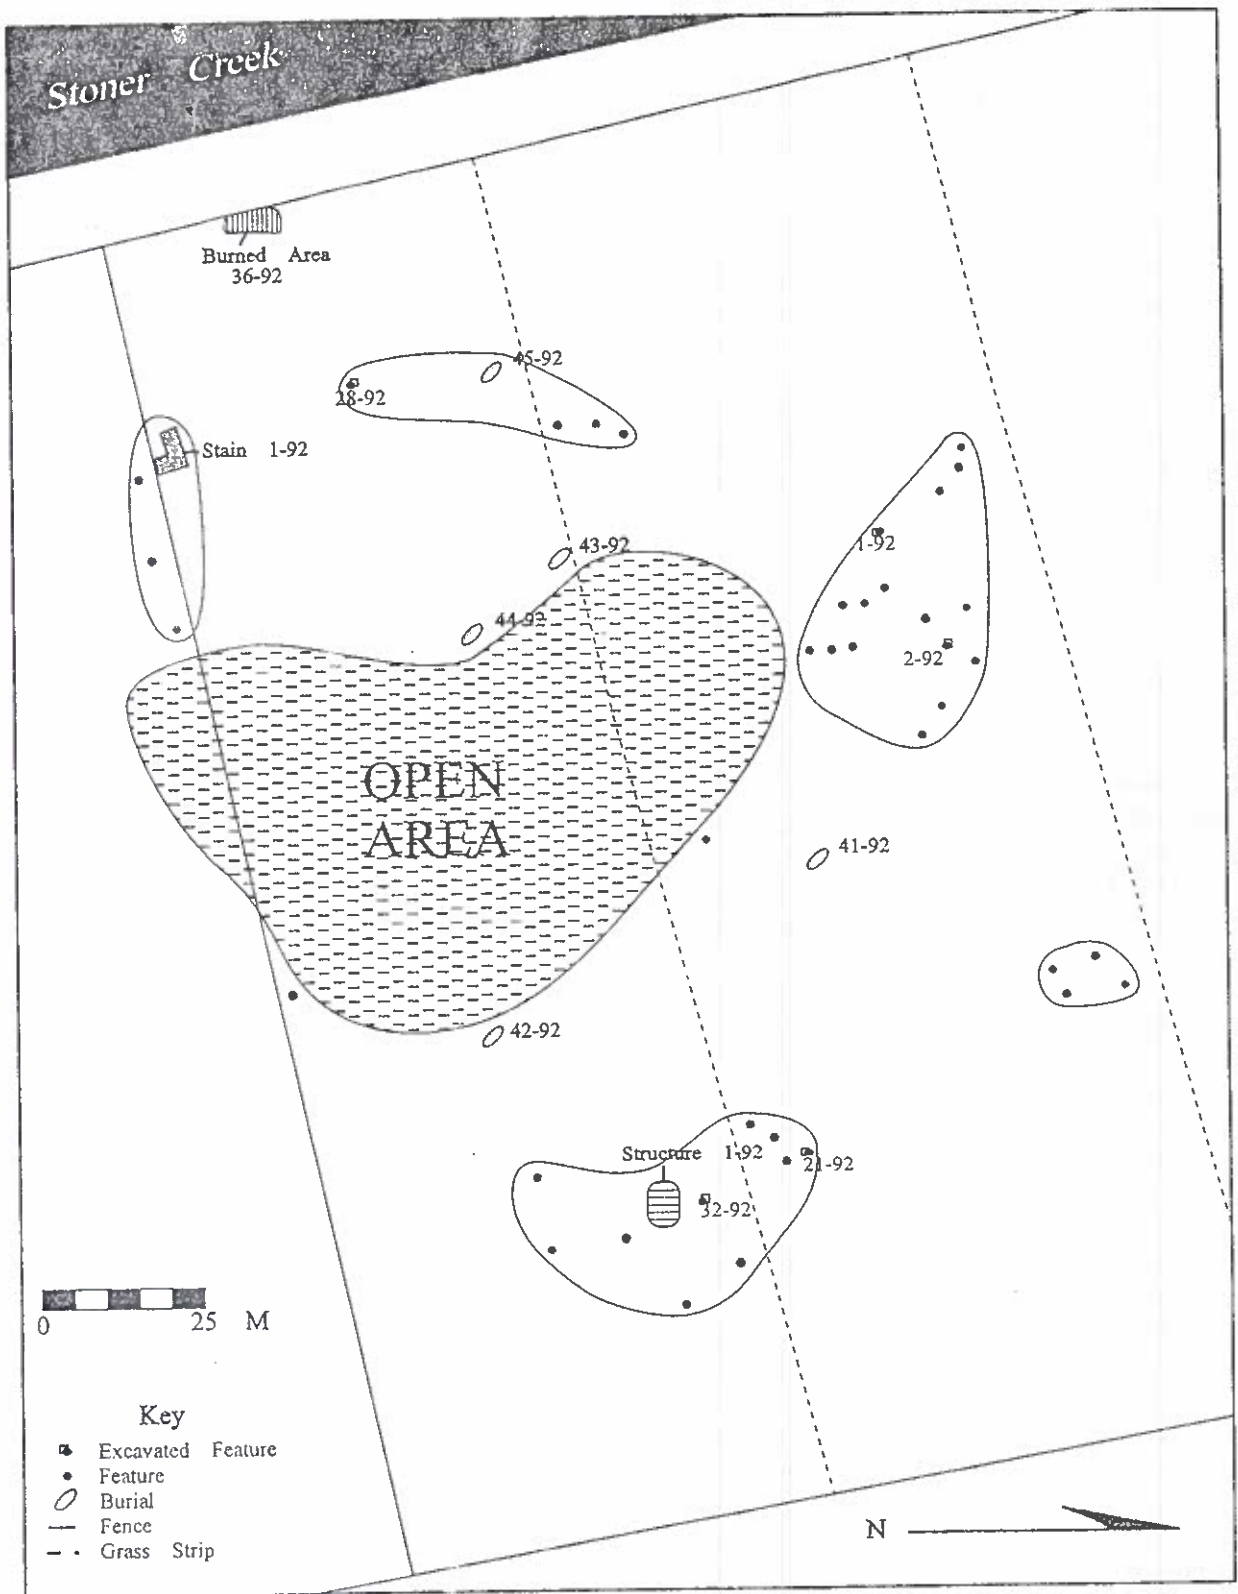 Stoner Creek
Burned Area
36-92
45-92
28-92
Stain 1-92
43-92
1-92
44-92
2-92
OPEN
AREA
41-92
42-92
Structure 1-92
21-92
32-92
0 25 M
Key
Excavated Feature
Feature
Burial
Fence
Grass Strip
N